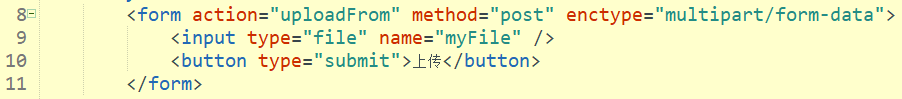 8 <form action="uploadFrom" method="post" enctype="multipart/form-data">
9 <input type="file" name="myFile" />
10 <button type="submit">上传</button>
11 </form>